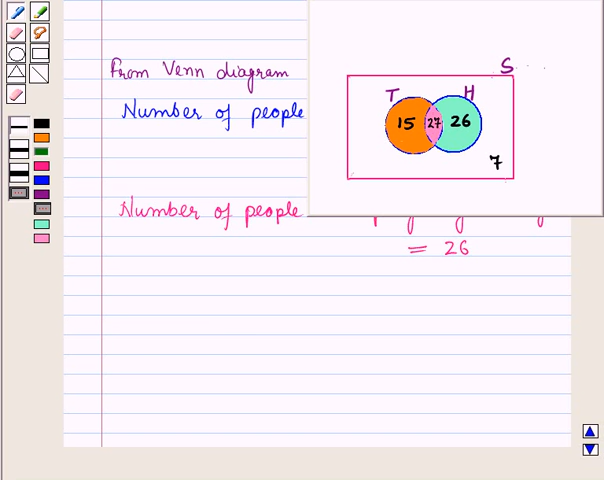 S
From Venn diagram
T H
Number of people
15 27 26
7
Number of people
= 26